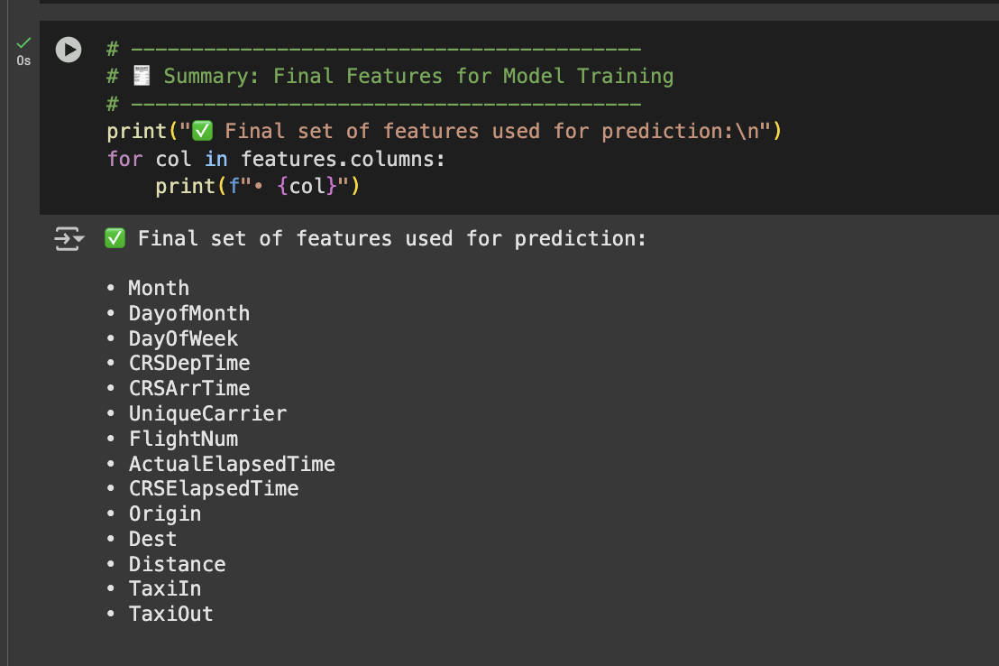 0s
# ------------------------------------------
# 🧾 Summary: Final Features for Model Training
# ------------------------------------------
print("✅ Final set of features used for prediction:\n")
for col in features.columns:
    print(f"• {col}")
✅ Final set of features used for prediction:
• Month
• DayofMonth
• DayOfWeek
• CRSDepTime
• CRSArrTime
• UniqueCarrier
• FlightNum
• ActualElapsedTime
• CRSElapsedTime
• Origin
• Dest
• Distance
• TaxiIn
• TaxiOut